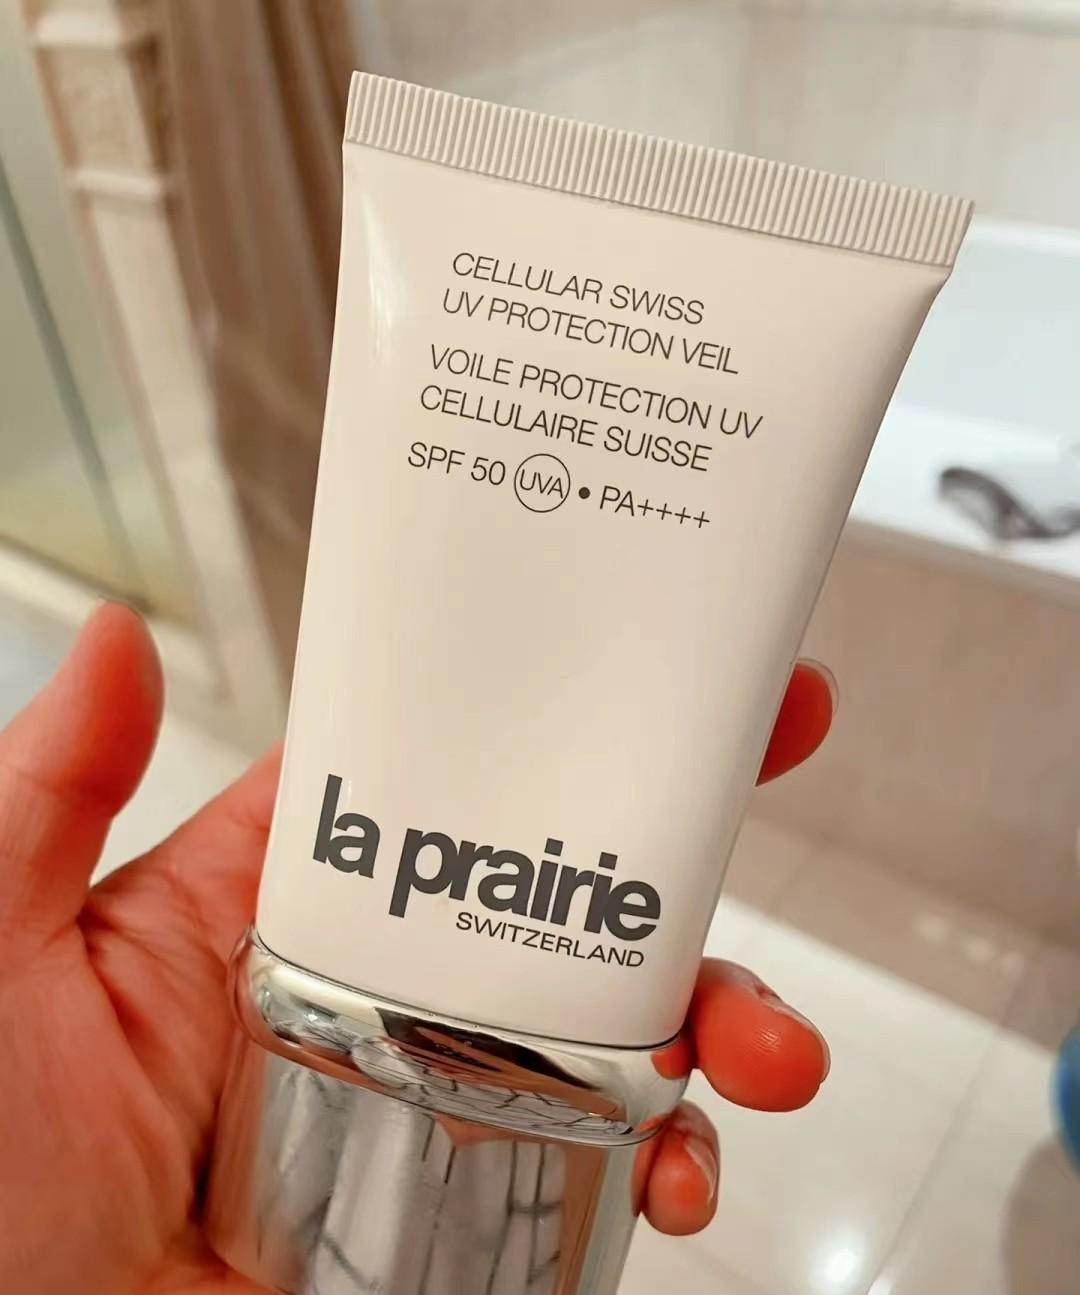 CELLULAR SWISS
UV PROTECTION VEIL
VOILE PROTECTION UV
CELLULAIRE SUISSE
SPF 50 UVA • PA++++
la prairie
SWITZERLAND